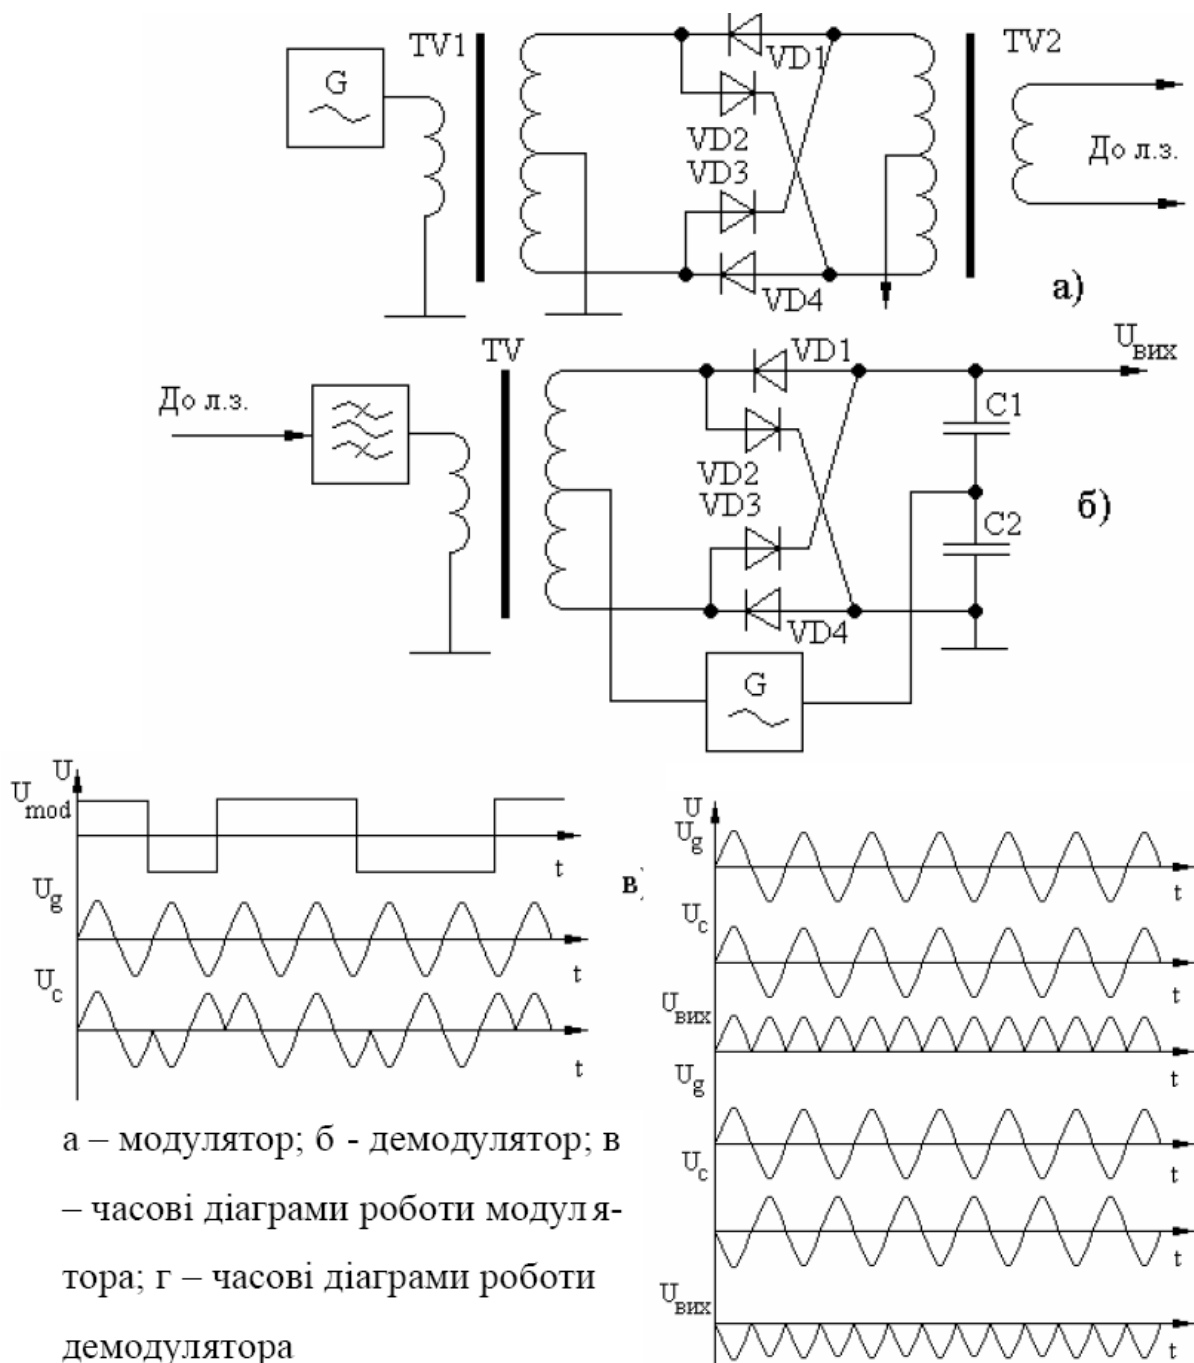 TV1
G
VD1
TV2
VD2
VD3
До л.з.
VD4
а)
TV
VD1
Uвих
До л.з.
C1
VD2
VD3
б)
C2
VD4
G
U
Umod
t
Ug
t
Uc
t
в)
U
Ug
t
Uc
t
Uвих
t
Ug
t
Uc
t
Uвих
t
а – модулятор; б - демодулятор; в
– часові діаграми роботи модуля-
тора; г – часові діаграми роботи
демодулятора